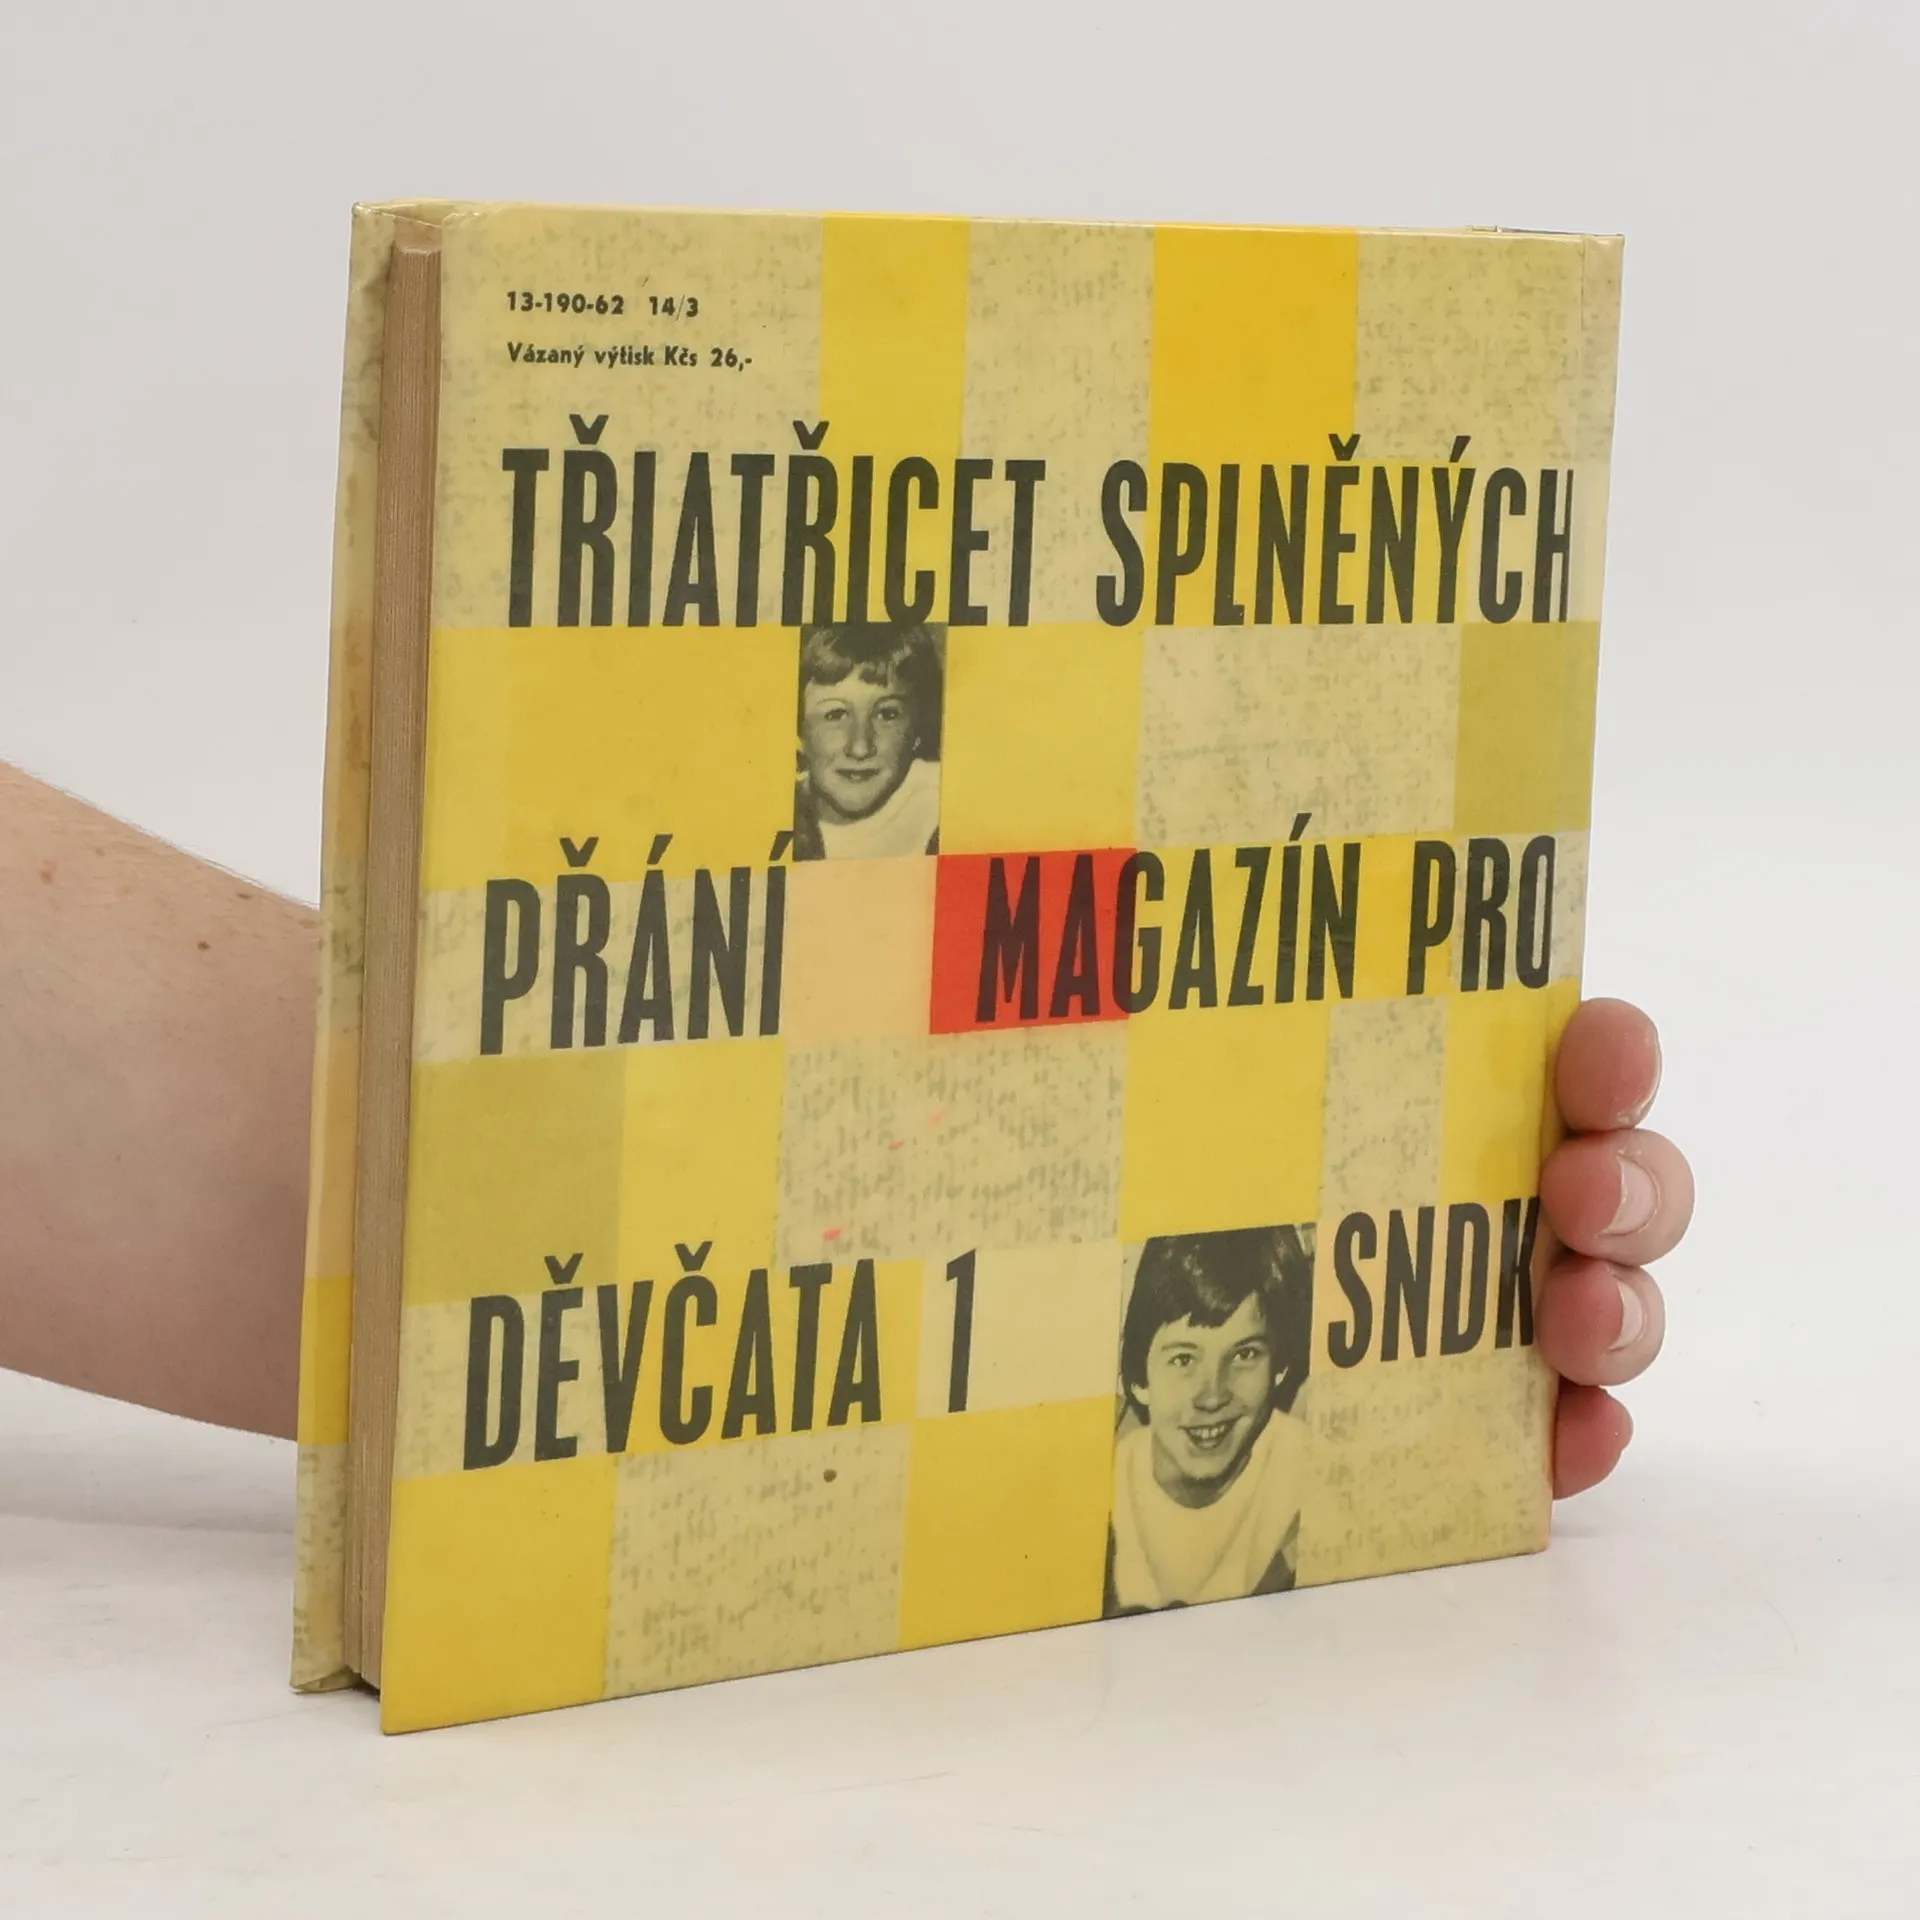 13-190-62 14/3
Vázaný výtisk Kčs 26,-
TŘIATŘICET SPLNĚNÝCH
PŘÁNÍ MAGAZÍN PRO
DĚVČATA 1 SNDK